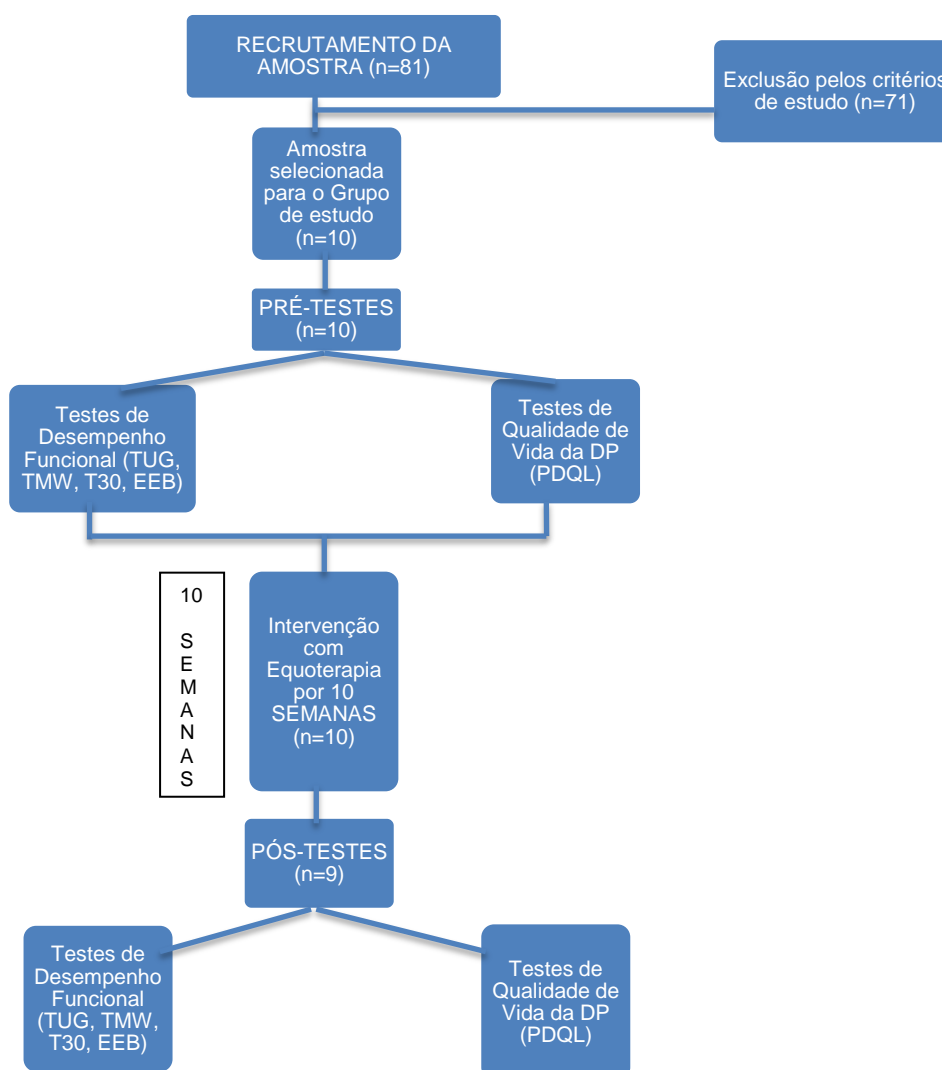 RECRUTAMENTO DA
AMOSTRA (n=81)
Exclusão pelos critérios
de estudo (n=71)
Amostra
selecionada
para o Grupo
de estudo
(n=10)
PRÉ-TESTES
(n=10)
Testes de
Desempenho
Funcional (TUG,
TMW, T30, EEB)
Testes de
Qualidade de
Vida da DP
(PDQL)
10
S
E
M
A
N
A
S
Intervenção
com
Equoterapia
por 10
SEMANAS
(n=10)
PÓS-TESTES
(n=9)
Testes de
Desempenho
Funcional
(TUG, TMW,
T30, EEB)
Testes de
Qualidade de
Vida da DP
(PDQL)